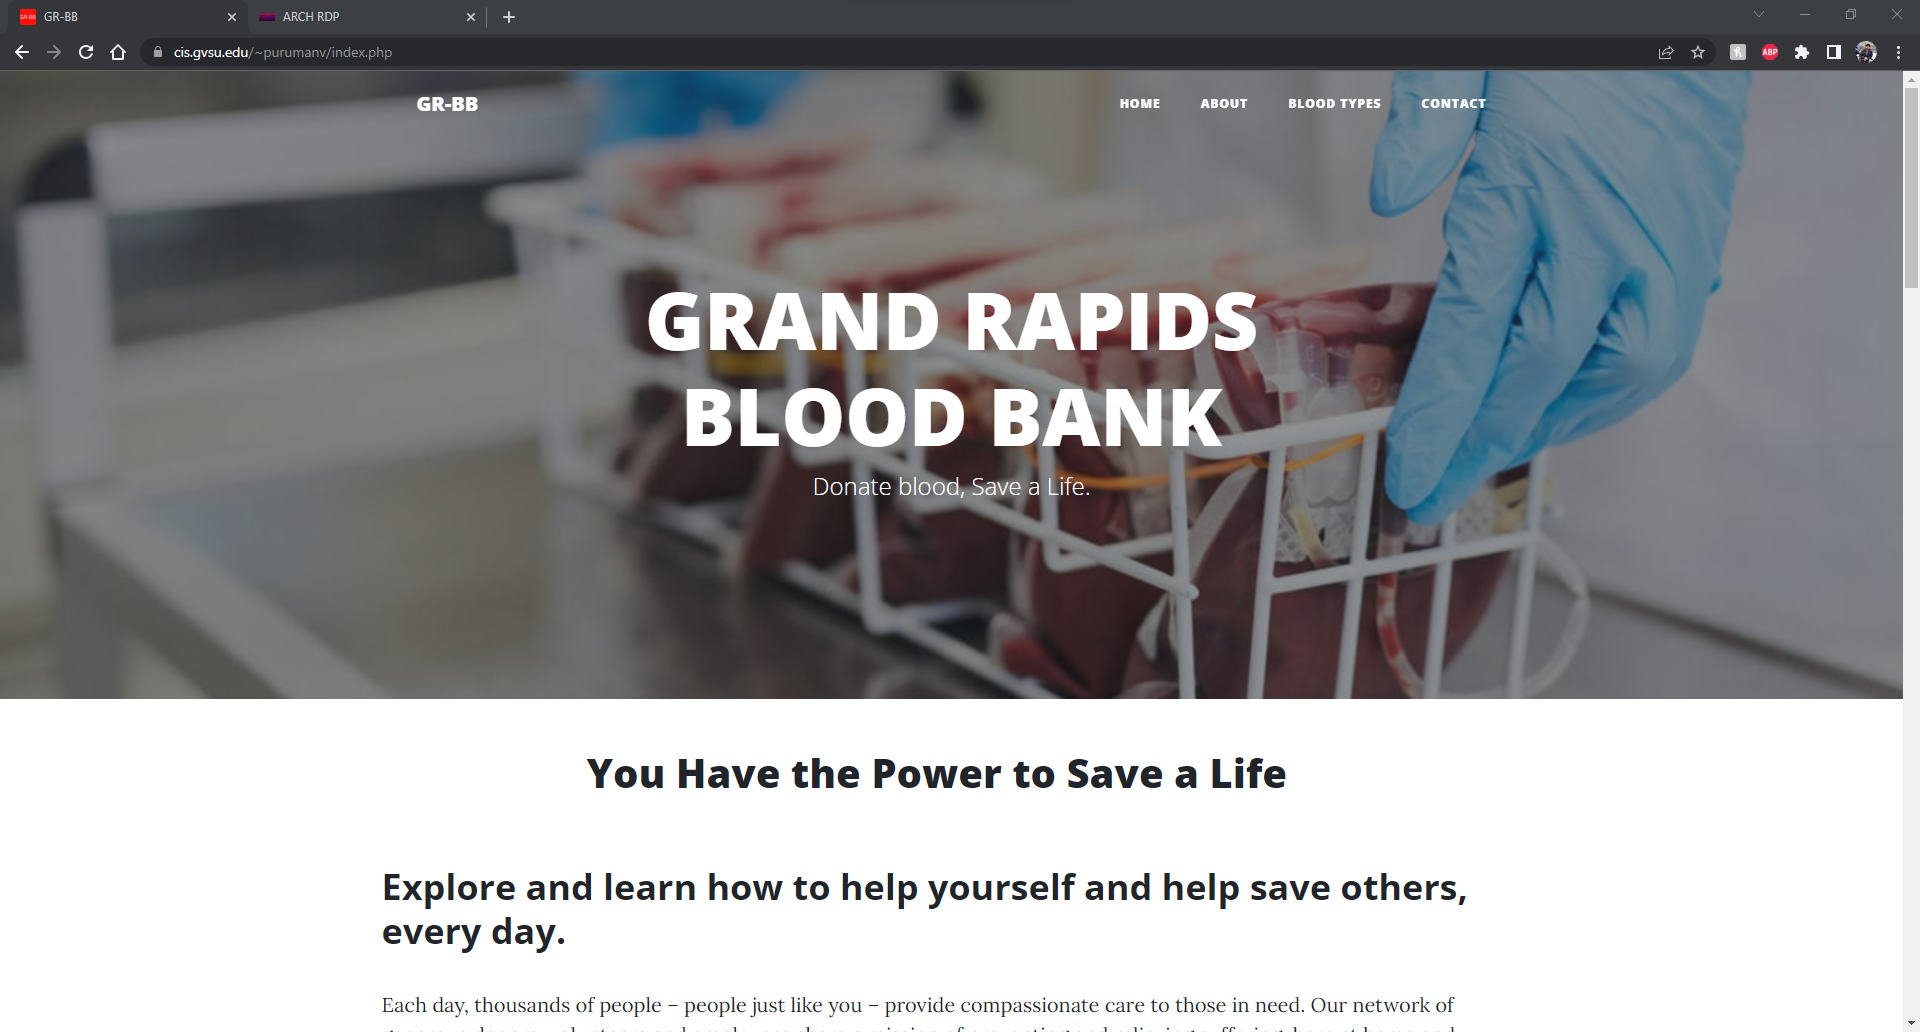 GR-BB
ARCH RDP
cis.gvsu.edu/~purumanv/index.php
ABP
GR-BB
HOME ABOUT BLOOD TYPES CONTACT
GRAND RAPIDS
BLOOD BANK
Donate blood, Save a Life.
You Have the Power to Save a Life
Explore and learn how to help yourself and help save others,
every day.
Each day, thousands of people – people just like you – provide compassionate care to those in need. Our network of